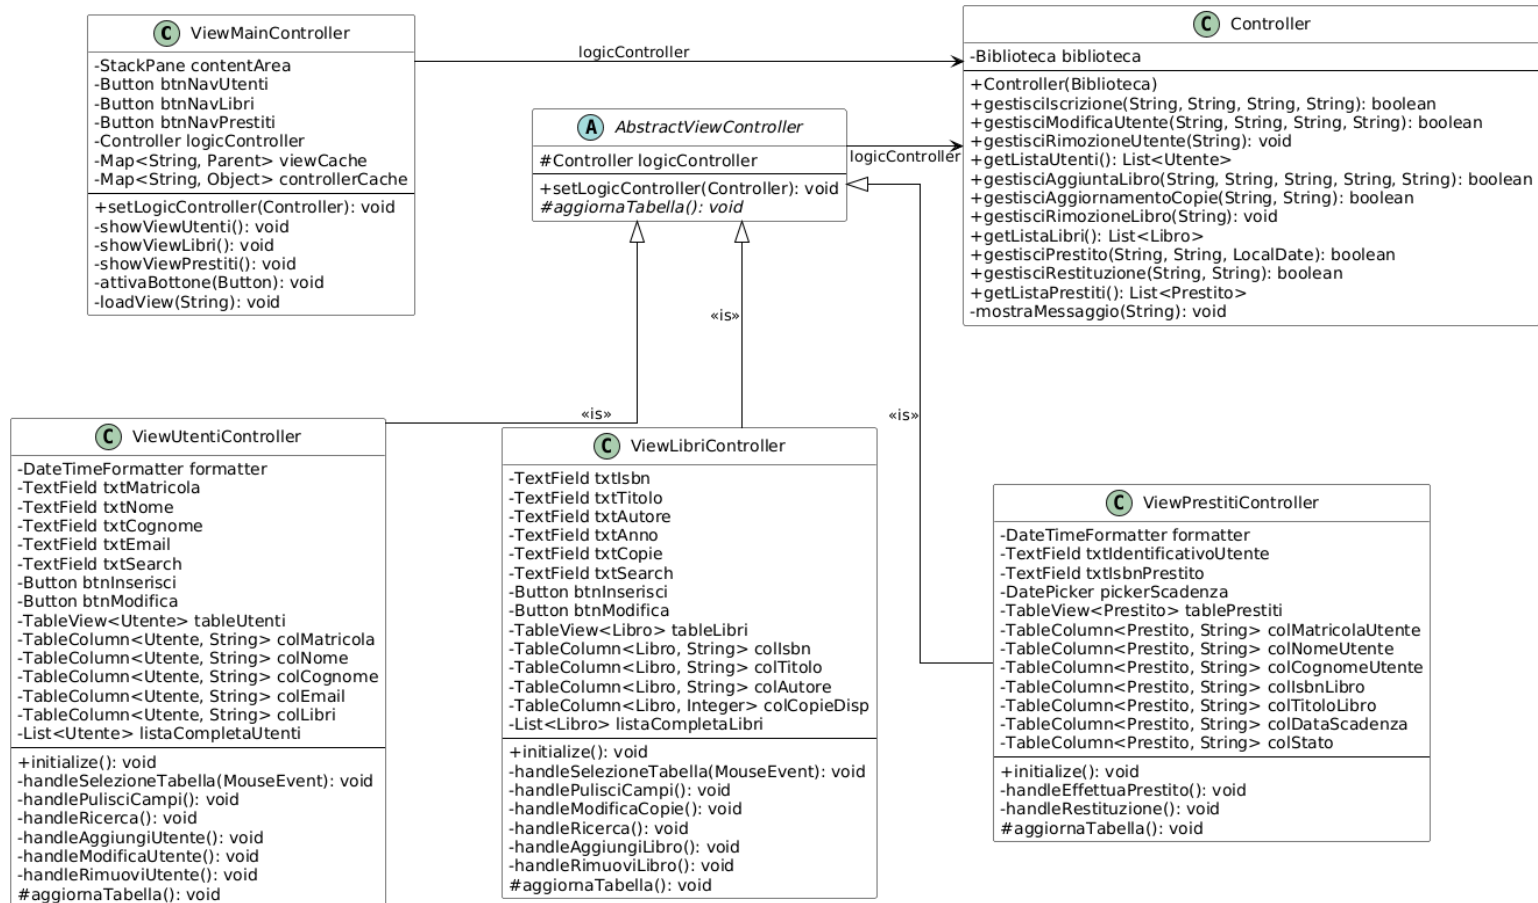 C ViewMainController
-StackPane contentArea
-Button btnNavUtenti
-Button btnNavLibri
-Button btnNavPrestiti
-Controller logicController
-Map<String, Parent> viewCache
-Map<String, Object> controllerCache
+setLogicController(Controller): void
-showViewUtenti(): void
-showViewLibri(): void
-showViewPrestiti(): void
-attivaBottone(Button): void
-loadView(String): void
logicController
C Controller
-Biblioteca biblioteca
+Controller(Biblioteca)
+gestisciIscrizione(String, String, String, String): boolean
+gestisciModificaUtente(String, String, String, String): boolean
+gestisciRimozioneUtente(String): void
+getListaUtenti(): List<Utente>
+gestisciAggiuntaLibro(String, String, String, String, String): boolean
+gestisciAggiornamentoCopie(String, String): boolean
+gestisciRimozioneLibro(String): void
+getListaLibri(): List<Libro>
+gestisciPrestito(String, String, LocalDate): boolean
+gestisciRestituzione(String, String): boolean
+getListaPrestiti(): List<Prestito>
-mostraMessaggio(String): void
A AbstractViewController
#Controller logicController
+setLogicController(Controller): void
#aggiornaTabella(): void
logicController
«is»
«is»
«is»
C ViewUtentiController
-DateTimeFormatter formatter
-TextField txtMatricola
-TextField txtNome
-TextField txtCognome
-TextField txtEmail
-TextField txtSearch
-Button btnInserisci
-Button btnModifica
-TableView<Utente> tableUtenti
-TableColumn<Utente, String> colMatricola
-TableColumn<Utente, String> colNome
-TableColumn<Utente, String> colCognome
-TableColumn<Utente, String> colEmail
-TableColumn<Utente, String> colLibri
-List<Utente> listaCompletaUtenti
+initialize(): void
-handleSelezioneTabella(MouseEvent): void
-handlePulisciCampi(): void
-handleRicerca(): void
-handleAggiungiUtente(): void
-handleModificaUtente(): void
-handleRimuoviUtente(): void
#aggiornaTabella(): void
C ViewLibriController
-TextField txtIsbn
-TextField txtTitolo
-TextField txtAutore
-TextField txtAnno
-TextField txtCopie
-TextField txtSearch
-Button btnInserisci
-Button btnModifica
-TableView<Libro> tableLibri
-TableColumn<Libro, String> colIsbn
-TableColumn<Libro, String> colTitolo
-TableColumn<Libro, String> colAutore
-TableColumn<Libro, Integer> colCopieDisp
-List<Libro> listaCompletaLibri
+initialize(): void
-handleSelezioneTabella(MouseEvent): void
-handlePulisciCampi(): void
-handleModificaCopie(): void
-handleRicerca(): void
-handleAggiungiLibro(): void
-handleRimuoviLibro(): void
#aggiornaTabella(): void
C ViewPrestitiController
-DateTimeFormatter formatter
-TextField txtIdentificativoUtente
-TextField txtIsbnPrestito
-DatePicker pickerScadenza
-TableView<Prestito> tablePrestiti
-TableColumn<Prestito, String> colMatricolaUtente
-TableColumn<Prestito, String> colNomeUtente
-TableColumn<Prestito, String> colCognomeUtente
-TableColumn<Prestito, String> colIsbnLibro
-TableColumn<Prestito, String> colTitoloLibro
-TableColumn<Prestito, String> colDataScadenza
-TableColumn<Prestito, String> colStato
+initialize(): void
-handleEffettuaPrestito(): void
-handleRestituzione(): void
#aggiornaTabella(): void